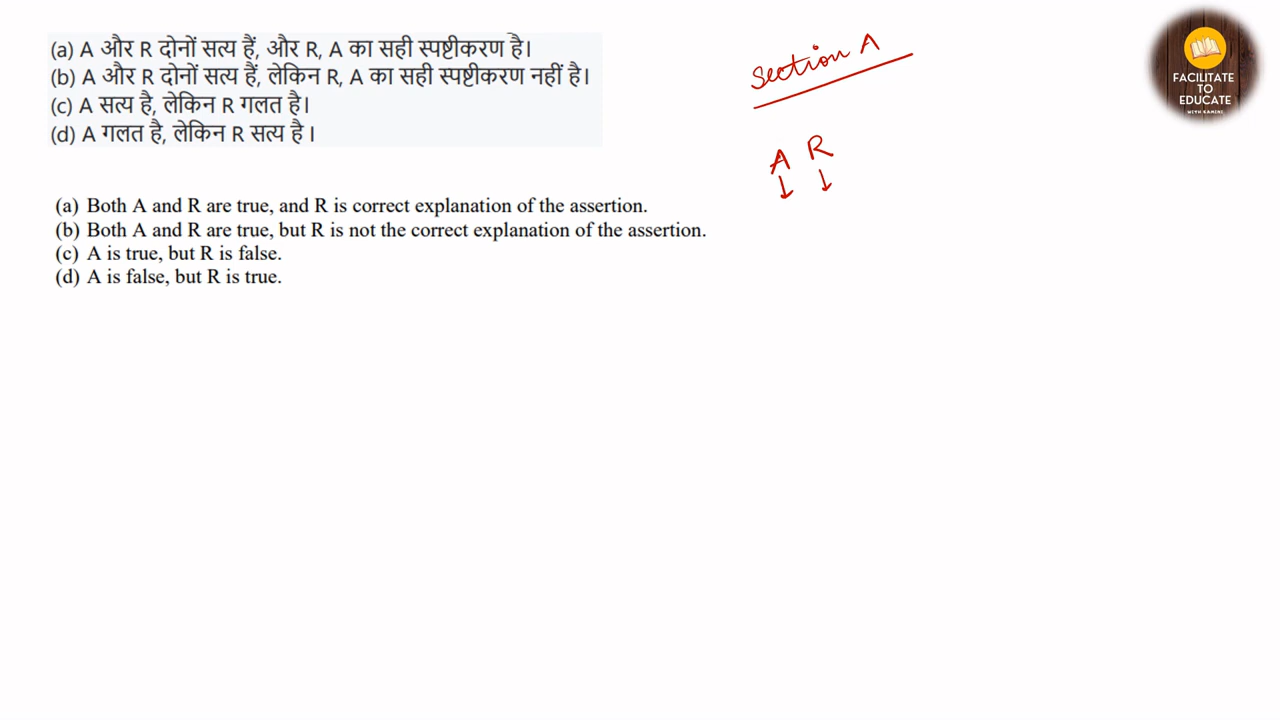 (a) A और R दोनों सत्य हैं, और R, A का सही स्पष्टीकरण है।
(b) A और R दोनों सत्य हैं, लेकिन R, A का सही स्पष्टीकरण नहीं है।
(c) A सत्य है, लेकिन R गलत है।
(d) A गलत है, लेकिन R सत्य है ।
Section A
A R
(a) Both A and R are true, and R is correct explanation of the assertion.
(b) Both A and R are true, but R is not the correct explanation of the assertion.
(c) A is true, but R is false.
(d) A is false, but R is true.
FACILITATE
TO
EDUCATE
WITH KAMINI